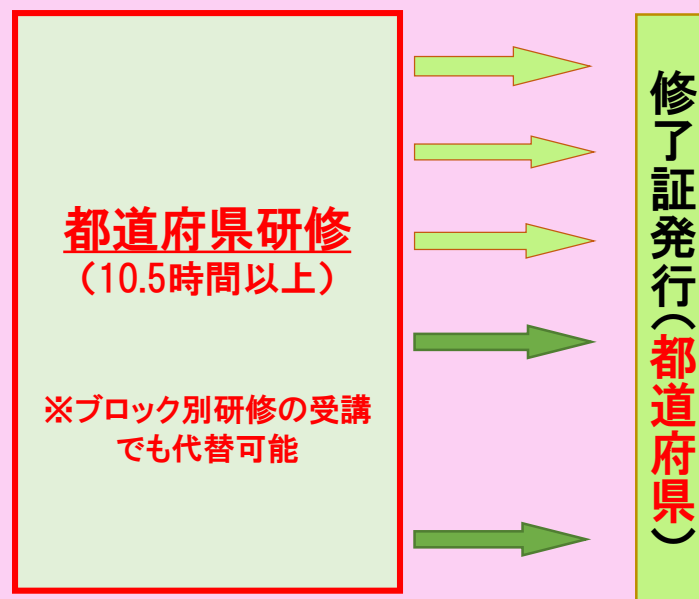 都道府県研修
（10.5時間以上）
※ブロック別研修の受講
でも代替可能
修了証発行（都道府県）